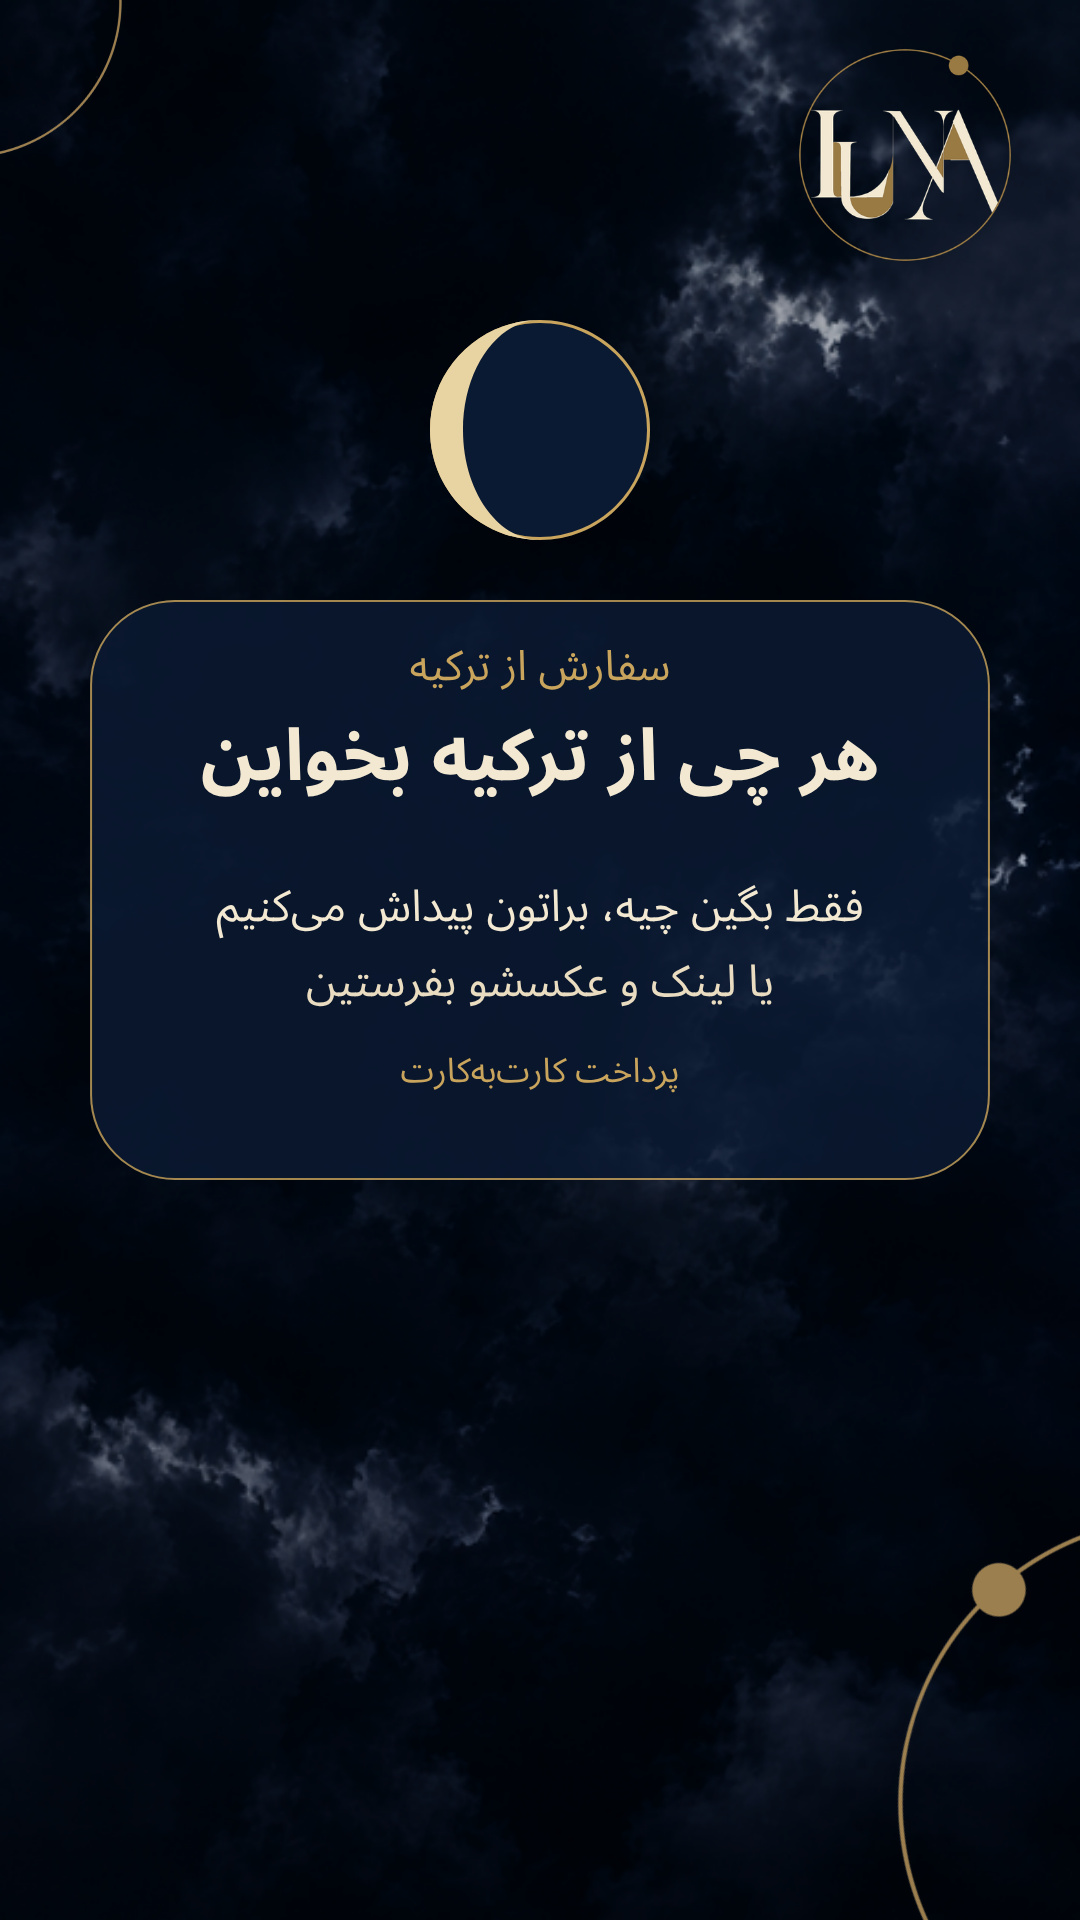 LUNA
سفارش از ترکیه
هر چی از ترکیه بخواین
فقط بگین چیه، براتون پیداش می‌کنیم
یا لینک و عکسشو بفرستین
پرداخت کارت‌به‌کارت